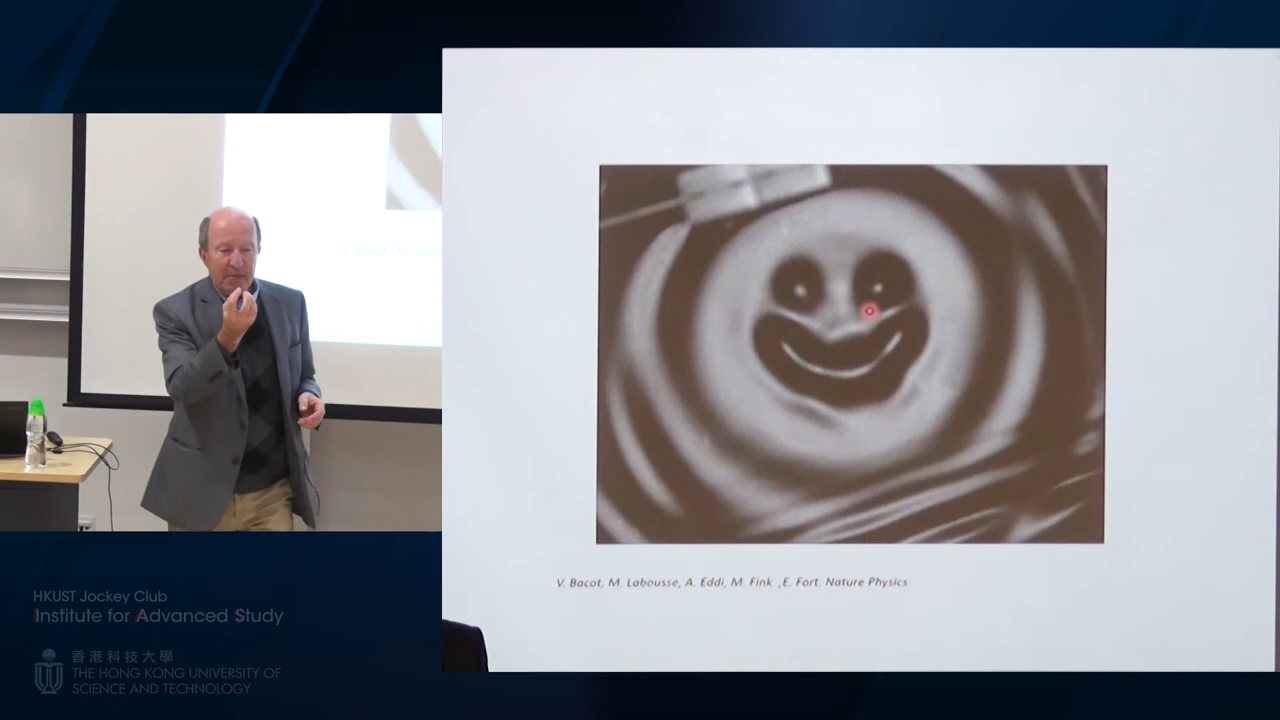 V. Bacot, M. Labousse, A. Eddi, M. Fink ,E. Fort. Nature Physics
HKUST Jockey Club
Institute for Advanced Study
香港科技大學
THE HONG KONG UNIVERSITY OF
SCIENCE AND TECHNOLOGY